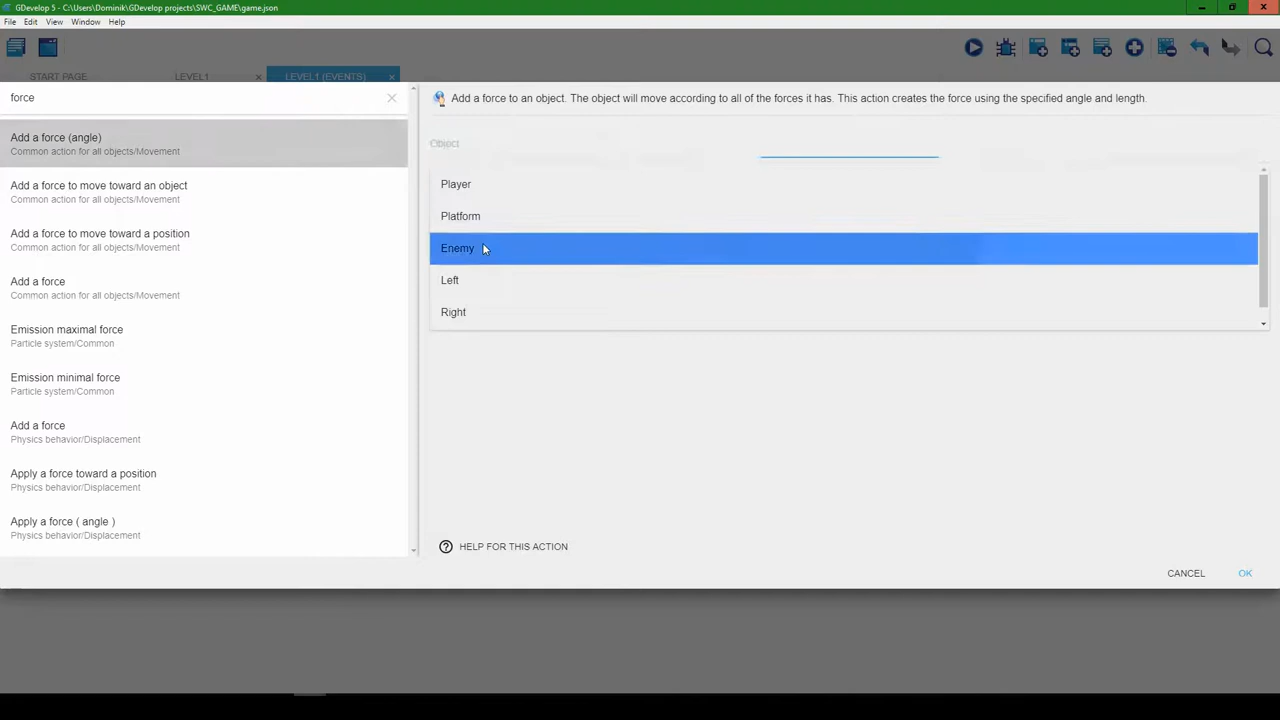 GDevelop 5 - C:\Users\Dominik\GDevelop projects\SWC_GAME\game.json
File Edit View Window Help
START PAGE × LEVEL1 × LEVEL1 (EVENTS) ×
force
Add a force (angle)
Common action for all objects/Movement
Add a force to move toward an object
Common action for all objects/Movement
Add a force to move toward a position
Common action for all objects/Movement
Add a force
Common action for all objects/Movement
Emission maximal force
Particle system/Common
Emission minimal force
Particle system/Common
Add a force
Physics behavior/Displacement
Apply a force toward a position
Physics behavior/Displacement
Apply a force ( angle )
Physics behavior/Displacement
Add a force to an object. The object will move according to all of the forces it has. This action creates the force using the specified angle and length.
Object
Player
Platform
Enemy
Left
Right
HELP FOR THIS ACTION
CANCEL OK